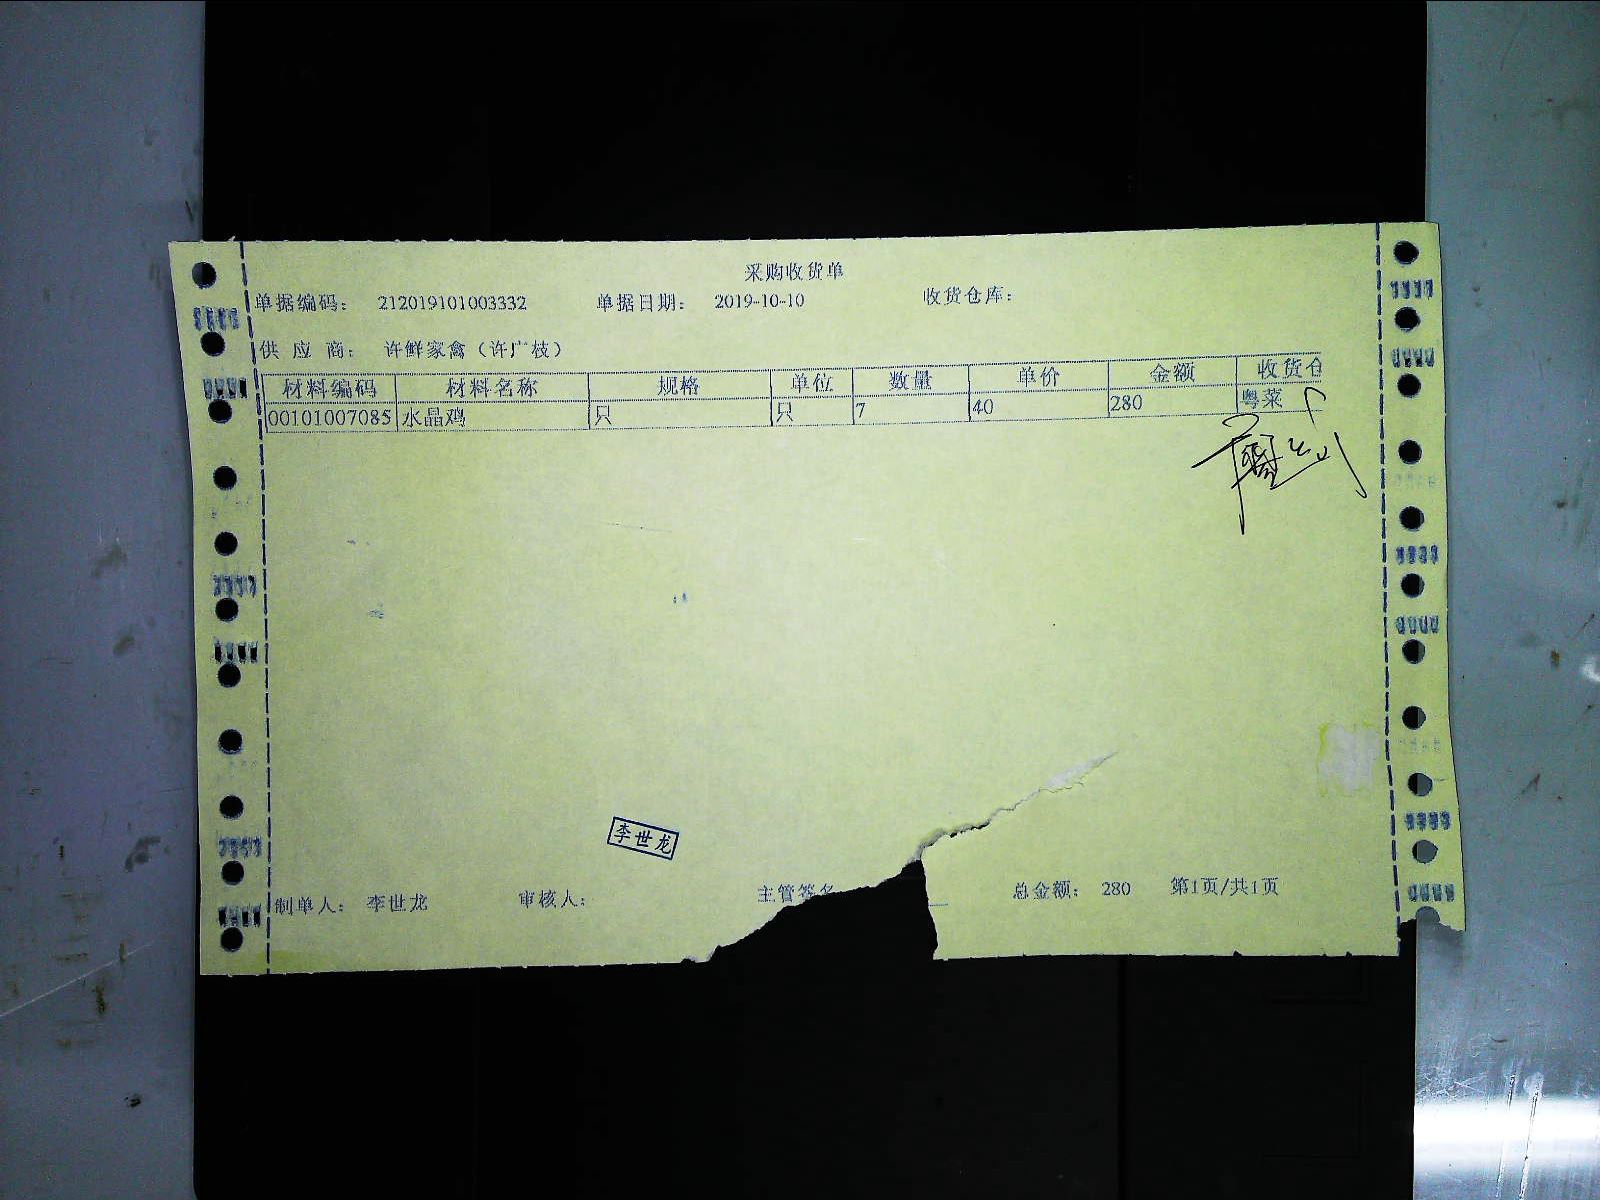 采购收货单
单据编码： 212019101003332 单据日期： 2019-10-10 收货仓库：
供 应 商： 许鲜家禽（许广枝）
材料编码 材料名称 规格 单位 数量 单价 金额 收货仓
00101007085 水晶鸡 只 只 7 40 280 粤菜
李世龙
制单人： 李世龙 审核人： 主管签名 总金额： 280 第1页/共1页